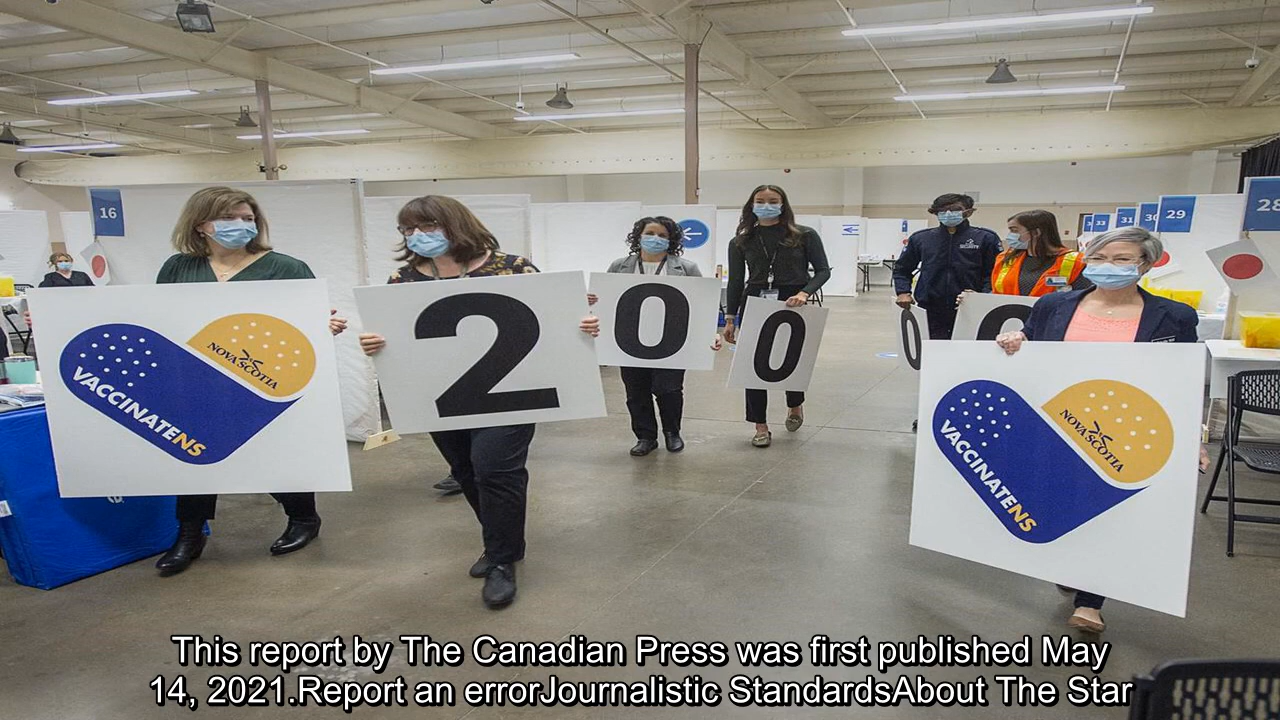 16
29
28
30
31
33
SECURITY
NOVA SCOTIA
VACCINATENS
2
0
0
0
0
NOVA SCOTIA
VACCINATENS
This report by The Canadian Press was first published May
14, 2021.Report an errorJournalistic StandardsAbout The Star